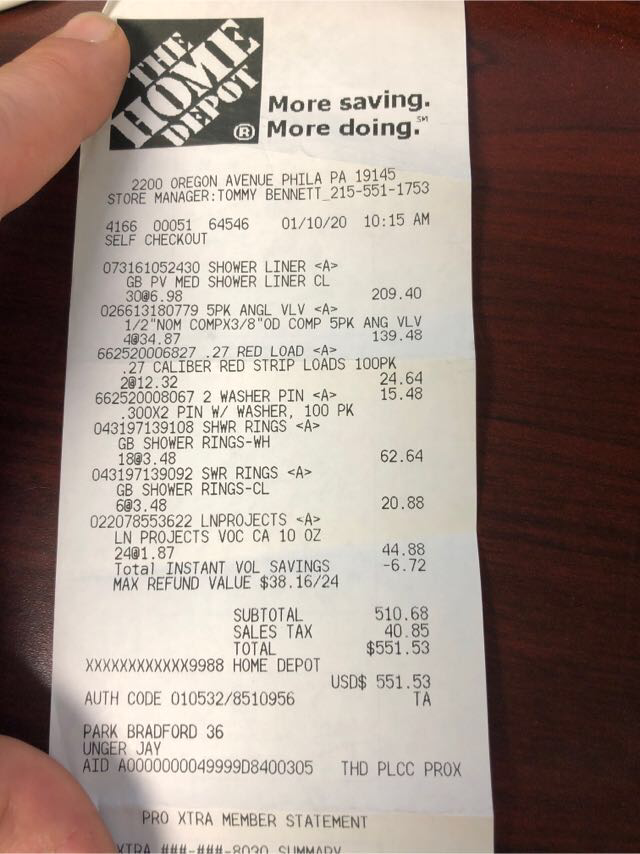 THE
HOME
DEPOT
®
More saving.
More doing.℠
2200 OREGON AVENUE PHILA PA 19145
STORE MANAGER:TOMMY BENNETT_215-551-1753
4166 00051 64546 01/10/20 10:15 AM
SELF CHECKOUT
073161052430 SHOWER LINER <A>
GB PV MED SHOWER LINER CL
30@6.98 209.40
026613180779 5PK ANGL VLV <A>
1/2"NOM COMPX3/8"OD COMP 5PK ANG VLV
4@34.87 139.48
662520006827 .27 RED LOAD <A>
.27 CALIBER RED STRIP LOADS 100PK
2@12.32 24.64
662520008067 2 WASHER PIN <A> 15.48
.300X2 PIN W/ WASHER, 100 PK
043197139108 SHWR RINGS <A>
GB SHOWER RINGS-WH
18@3.48 62.64
043197139092 SWR RINGS <A>
GB SHOWER RINGS-CL
6@3.48 20.88
022078553622 LNPROJECTS <A>
LN PROJECTS VOC CA 10 OZ
24@1.87 44.88
Total INSTANT VOL SAVINGS -6.72
MAX REFUND VALUE $38.16/24
SUBTOTAL 510.68
SALES TAX 40.85
TOTAL $551.53
XXXXXXXXXXXX9988 HOME DEPOT
USD$ 551.53
AUTH CODE 010532/8510956 TA
PARK BRADFORD 36
UNGER JAY
AID A0000000049999D8400305 THD PLCC PROX
PRO XTRA MEMBER STATEMENT
XTRA ###-###-8030 SUMMARY